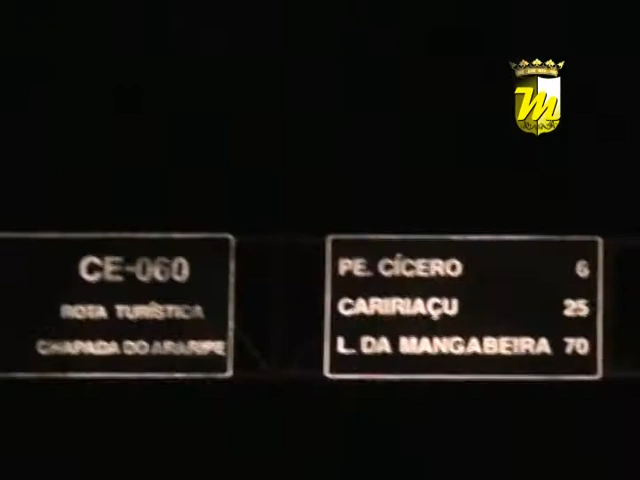 CE-060
ROTA TURÍSTICA
CHAPADA DO ARARIPE
PE. CÍCERO 6
CARIRIAÇU 25
L. DA MANGABEIRA 70
M